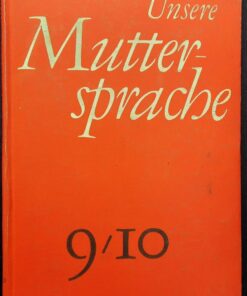 Unsere
Mutter-
sprache
9/10